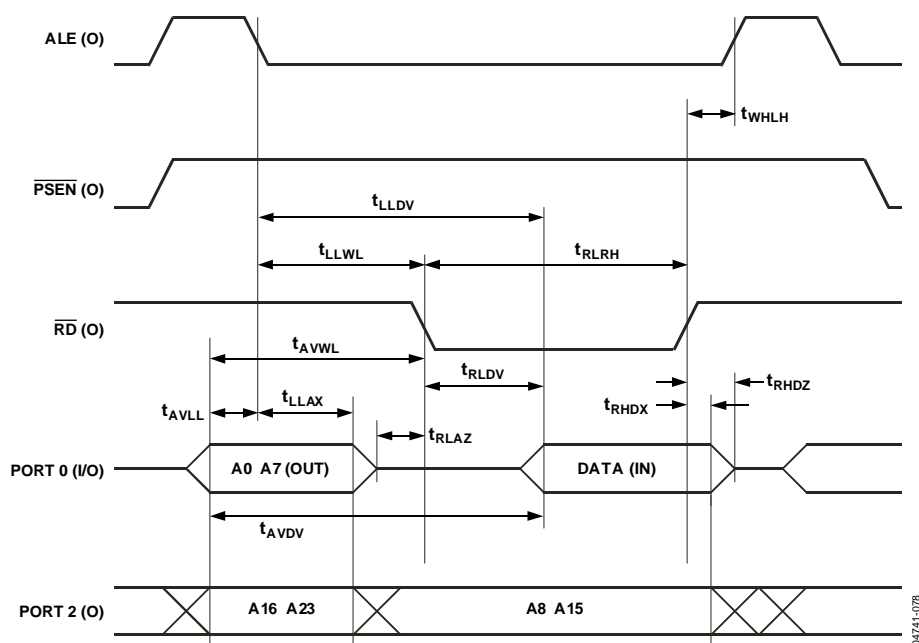 ALE (O)
tWHLH
PSEN (O)
tLLDV
tLLWL
tRLRH
RD (O)
tAVWL
tRLDV
tRHDZ
tAVLL
tLLAX
tRHDX
tRLAZ
PORT 0 (I/O)
A0 A7 (OUT)
DATA (IN)
tAVDV
PORT 2 (O)
A16 A23
A8 A15
04741-078